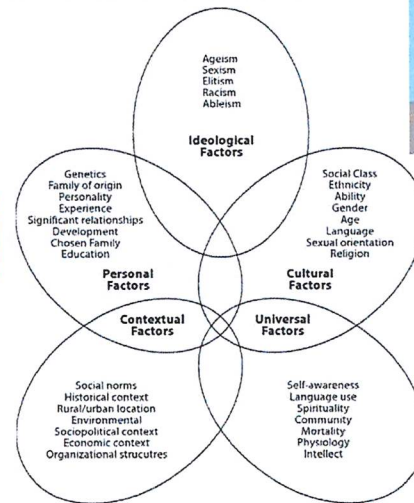 Ageism
Sexism
Elitism
Racism
Ableism
Ideological
Factors
Genetics
Family of origin
Personality
Experience
Significant relationships
Development
Chosen Family
Education
Personal
Factors
Social Class
Ethnicity
Ability
Gender
Age
Language
Sexual orientation
Religion
Cultural
Factors
Contextual
Factors
Universal
Factors
Social norms
Historical context
Rural/urban location
Environmental
Sociopolitical context
Economic context
Organizational strucutres
Self-awareness
Language use
Spirituality
Community
Mortality
Physiology
Intellect